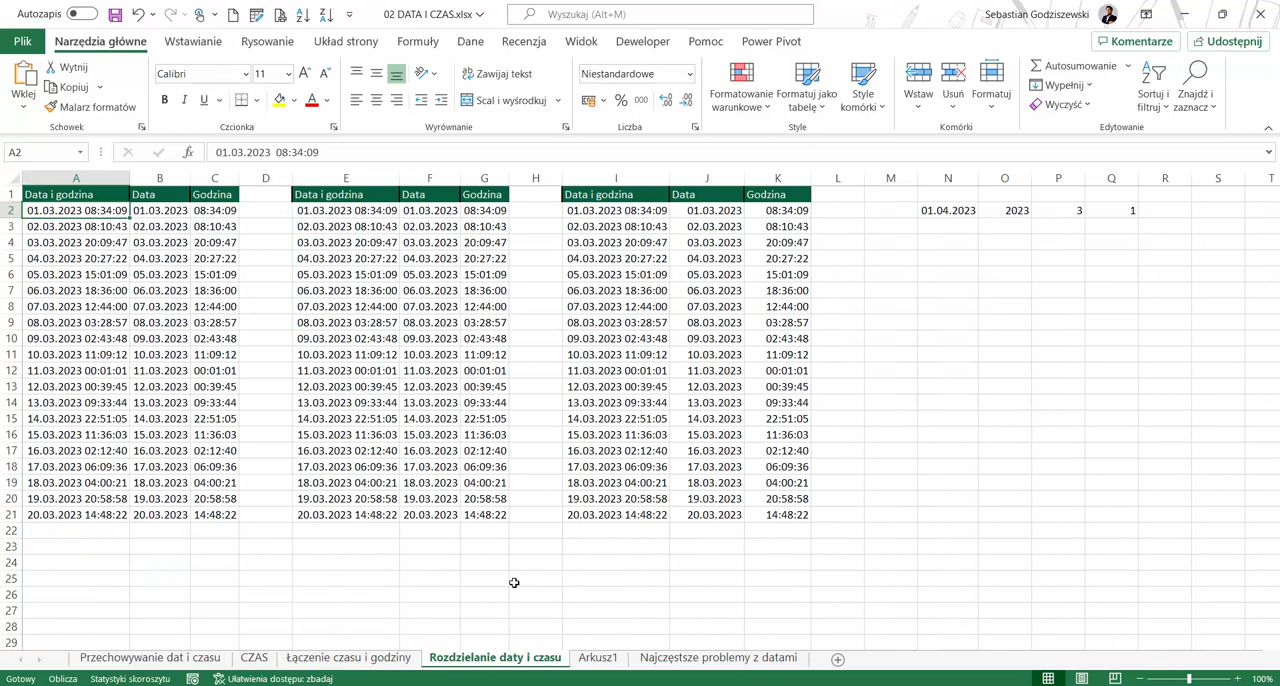 Autozapis
02 DATA I CZAS.xlsx
Wyszukaj (Alt+M)
Sebastian Godziszewski
Plik Narzędzia główne Wstawianie Rysowanie Układ strony Formuły Dane Recenzja Widok Deweloper Pomoc Power Pivot Komentarze Udostępnij
Wklej
Wytnij
Kopiuj
Malarz formatów
Schowek
Calibri 11
B I U A
Czcionka
Zawijaj tekst
Scal i wyśrodkuj
Wyrównanie
Niestandardowe
% 000
Liczba
Formatowanie warunkowe
Formatuj jako tabelę
Style komórki
Style
Wstaw Usuń Formatuj
Komórki
Autosumowanie
Wypełnij
Wyczyść
Sortuj i filtruj
Znajdź i zaznacz
Edytowanie
A2 fx 01.03.2023 08:34:09
A B C D E F G H I J K L M N O P Q R S T
1 Data i godzina Data Godzina Data i godzina Data Godzina Data i godzina Data Godzina
2 01.03.2023 08:34:09 01.03.2023 08:34:09 01.03.2023 08:34:09 01.03.2023 08:34:09 01.03.2023 08:34:09 01.03.2023 08:34:09 01.04.2023 2023 3 1
3 02.03.2023 08:10:43 02.03.2023 08:10:43 02.03.2023 08:10:43 02.03.2023 08:10:43 02.03.2023 08:10:43 02.03.2023 08:10:43
4 03.03.2023 20:09:47 03.03.2023 20:09:47 03.03.2023 20:09:47 03.03.2023 20:09:47 03.03.2023 20:09:47 03.03.2023 20:09:47
5 04.03.2023 20:27:22 04.03.2023 20:27:22 04.03.2023 20:27:22 04.03.2023 20:27:22 04.03.2023 20:27:22 04.03.2023 20:27:22
6 05.03.2023 15:01:09 05.03.2023 15:01:09 05.03.2023 15:01:09 05.03.2023 15:01:09 05.03.2023 15:01:09 05.03.2023 15:01:09
7 06.03.2023 18:36:00 06.03.2023 18:36:00 06.03.2023 18:36:00 06.03.2023 18:36:00 06.03.2023 18:36:00 06.03.2023 18:36:00
8 07.03.2023 12:44:00 07.03.2023 12:44:00 07.03.2023 12:44:00 07.03.2023 12:44:00 07.03.2023 12:44:00 07.03.2023 12:44:00
9 08.03.2023 03:28:57 08.03.2023 03:28:57 08.03.2023 03:28:57 08.03.2023 03:28:57 08.03.2023 03:28:57 08.03.2023 03:28:57
10 09.03.2023 02:43:48 09.03.2023 02:43:48 09.03.2023 02:43:48 09.03.2023 02:43:48 09.03.2023 02:43:48 09.03.2023 02:43:48
11 10.03.2023 11:09:12 10.03.2023 11:09:12 10.03.2023 11:09:12 10.03.2023 11:09:12 10.03.2023 11:09:12 10.03.2023 11:09:12
12 11.03.2023 00:01:01 11.03.2023 00:01:01 11.03.2023 00:01:01 11.03.2023 00:01:01 11.03.2023 00:01:01 11.03.2023 00:01:01
13 12.03.2023 00:39:45 12.03.2023 00:39:45 12.03.2023 00:39:45 12.03.2023 00:39:45 12.03.2023 00:39:45 12.03.2023 00:39:45
14 13.03.2023 09:33:44 13.03.2023 09:33:44 13.03.2023 09:33:44 13.03.2023 09:33:44 13.03.2023 09:33:44 13.03.2023 09:33:44
15 14.03.2023 22:51:05 14.03.2023 22:51:05 14.03.2023 22:51:05 14.03.2023 22:51:05 14.03.2023 22:51:05 14.03.2023 22:51:05
16 15.03.2023 11:36:03 15.03.2023 11:36:03 15.03.2023 11:36:03 15.03.2023 11:36:03 15.03.2023 11:36:03 15.03.2023 11:36:03
17 16.03.2023 02:12:40 16.03.2023 02:12:40 16.03.2023 02:12:40 16.03.2023 02:12:40 16.03.2023 02:12:40 16.03.2023 02:12:40
18 17.03.2023 06:09:36 17.03.2023 06:09:36 17.03.2023 06:09:36 17.03.2023 06:09:36 17.03.2023 06:09:36 17.03.2023 06:09:36
19 18.03.2023 04:00:21 18.03.2023 04:00:21 18.03.2023 04:00:21 18.03.2023 04:00:21 18.03.2023 04:00:21 18.03.2023 04:00:21
20 19.03.2023 20:58:58 19.03.2023 20:58:58 19.03.2023 20:58:58 19.03.2023 20:58:58 19.03.2023 20:58:58 19.03.2023 20:58:58
21 20.03.2023 14:48:22 20.03.2023 14:48:22 20.03.2023 14:48:22 20.03.2023 14:48:22 20.03.2023 14:48:22 20.03.2023 14:48:22
22
23
24
25
26
27
28
29
Przechowywanie dat i czasu CZAS Łączenie czasu i godziny Rozdzielanie daty i czasu Arkusz1 Najczęstsze problemy z datami
Gotowy Oblicza Statystyki skoroszytu Ułatwienia dostępu: zbadaj 100%